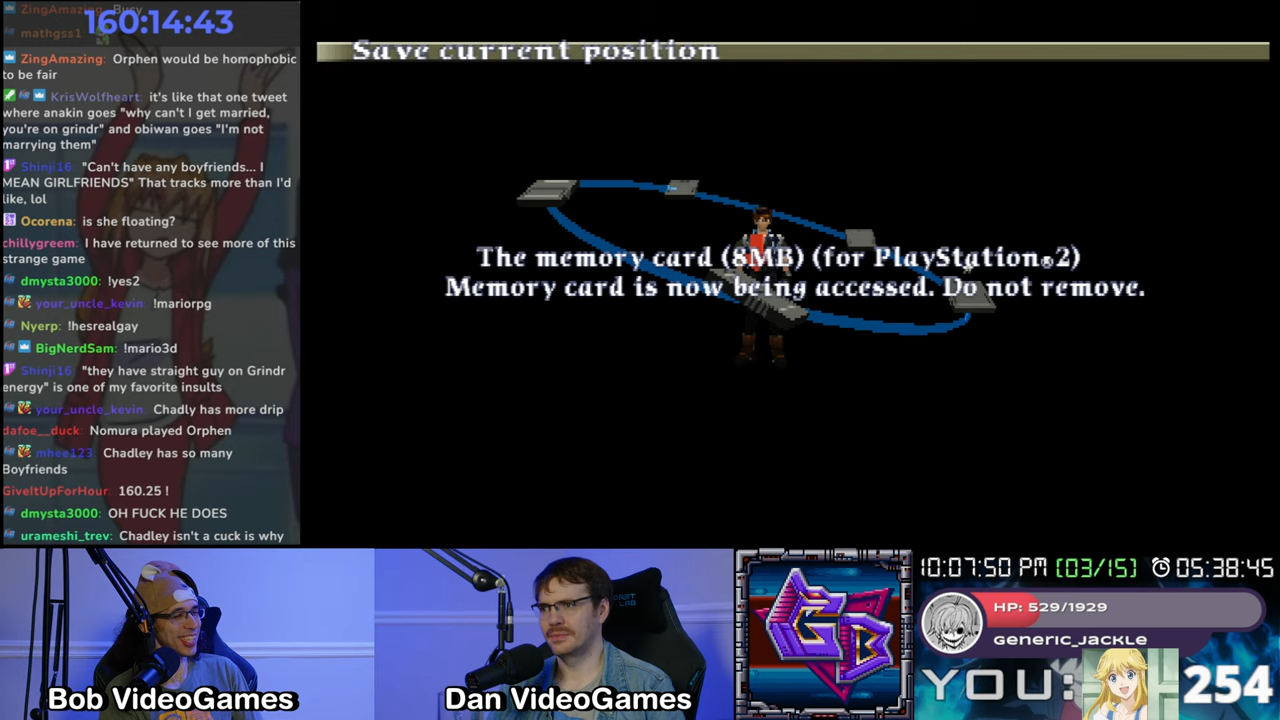 ZingAmazing: Busy
160:14:43
mathgss1
ZingAmazing: Orphen would be homophobic
to be fair
KrisWolfheart: it's like that one tweet
where anakin goes "why can't I get married,
you're on grindr" and obiwan goes "I'm not
marrying them"
Shinji16 "Can't have any boyfriends... I
MEAN GIRLFRIENDS" That tracks more than I'd
like, lol
Ocorena: is she floating?
chillygreem: I have returned to see more of this
strange game
dmysta3000: !yes2
your_uncle_kevin: !mariorpg
Nyerp: !hesrealgay
BigNerdSam: !mario3d
Shinji16: "they have straight guy on Grindr
energy" is one of my favorite insults
your_uncle_kevin: Chadly has more drip
dafoe__duck: Nomura played Orphen
mhee123: Chadley has so many
Boyfriends
GiveItUpForHour: 160.25 !
dmysta3000: OH FUCK HE DOES
urameshi_trev: Chadley isn't a cuck is why
Save current position
The memory card (8MB) (for PlayStation®2)
Memory card is now being accessed. Do not remove.
Bob VideoGames
Dan VideoGames
GB
10:07:50 PM [03/15] 05:38:45
HP: 529/1929
Generic_Jackle
YOU: 254